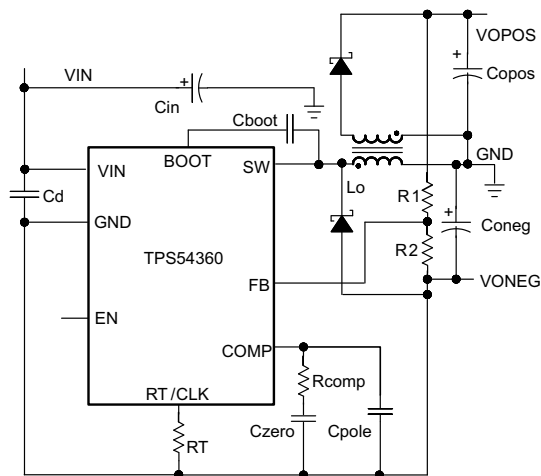 VOPOS
VIN
Copos
Cin
Cboot
BOOT
GND
VIN
SW
Lo
R1
Cd
GND
Coneg
TPS54360
R2
FB
VONEG
EN
COMP
Rcomp
RT/CLK
Czero
Cpole
RT
+
+
+